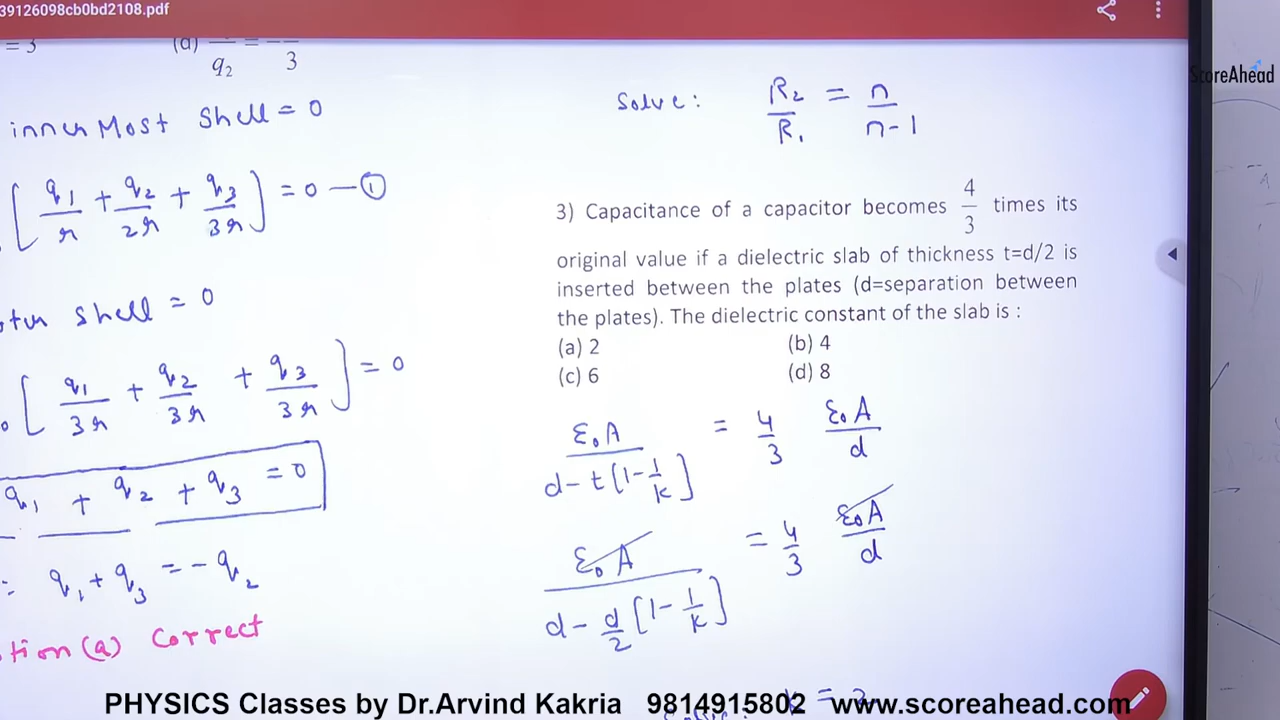 39126098cb0bd2108.pdf
ScoreAhead
= 3 (a) — = —
q₂ 3
inner Most Shell = 0
[ q₁/r + q₂/2r + q₃/3r ] = 0 — ①
shell = 0
₀ [ q₁/3r + q₂/3r + q₃/3r ] = 0
q₁ + q₂ + q₃ = 0
= q₁ + q₃ = - q₂
tion (a) Correct
Solve : R₂/R₁ = n/n-1
3) Capacitance of a capacitor becomes 4/3 times its
original value if a dielectric slab of thickness t=d/2 is
inserted between the plates (d=separation between
the plates). The dielectric constant of the slab is :
(a) 2 (b) 4
(c) 6 (d) 8
ε₀A / d - t[1 - 1/k] = 4/3 ε₀A/d
ε₀A / d - d/2 [1 - 1/k] = 4/3 ε₀A/d
k = 2
PHYSICS Classes by Dr.Arvind Kakria 9814915802 www.scoreahead.com